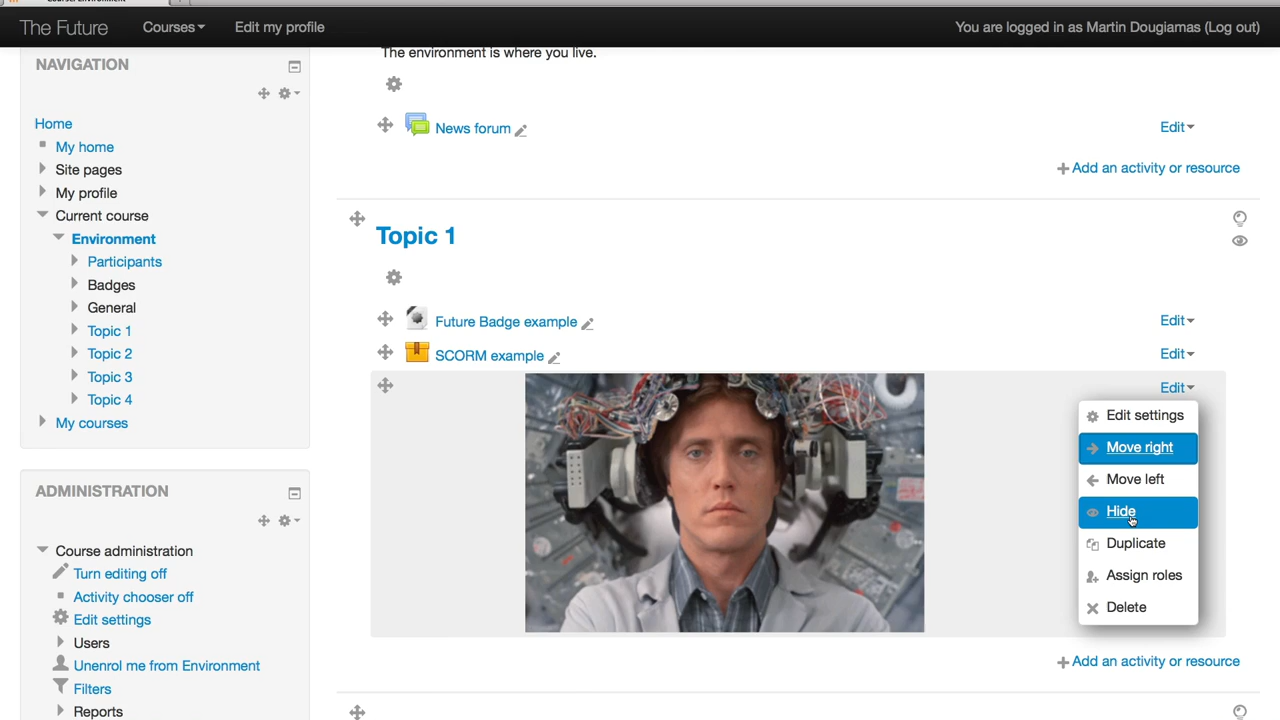 Course: Environment
The Future Courses Edit my profile You are logged in as Martin Dougiamas (Log out)
NAVIGATION
Home
My home
Site pages
My profile
Current course
Environment
Participants
Badges
General
Topic 1
Topic 2
Topic 3
Topic 4
My courses
ADMINISTRATION
Course administration
Turn editing off
Activity chooser off
Edit settings
Users
Unenrol me from Environment
Filters
Reports
The environment is where you live.
News forum Edit
Add an activity or resource
Topic 1
Future Badge example Edit
SCORM example Edit
Edit
Edit settings
Move right
Move left
Hide
Duplicate
Assign roles
Delete
Add an activity or resource